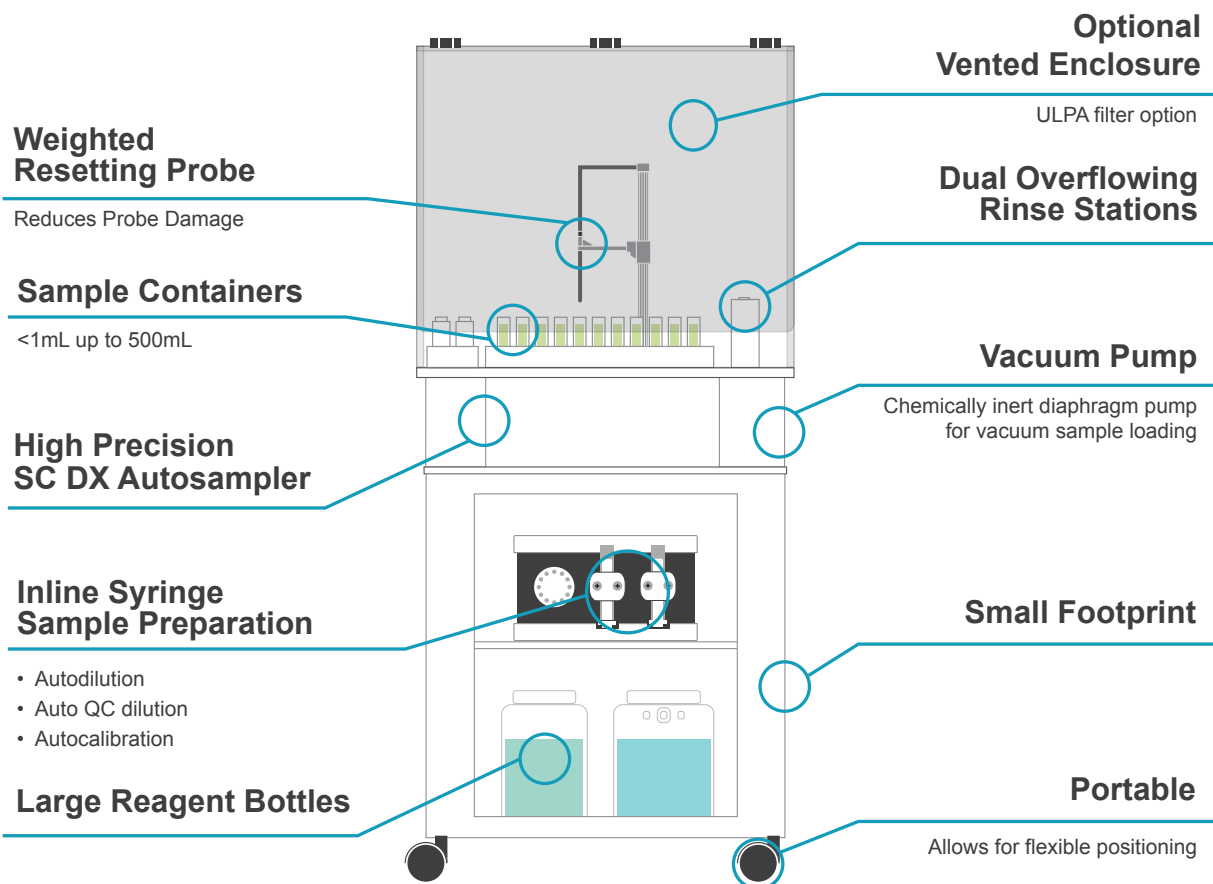 Optional
Vented Enclosure
ULPA filter option
Weighted
Resetting Probe
Reduces Probe Damage
Dual Overflowing
Rinse Stations
Sample Containers
<1mL up to 500mL
Vacuum Pump
Chemically inert diaphragm pump
for vacuum sample loading
High Precision
SC DX Autosampler
Inline Syringe
Sample Preparation
• Autodilution
• Auto QC dilution
• Autocalibration
Small Footprint
Large Reagent Bottles
Portable
Allows for flexible positioning